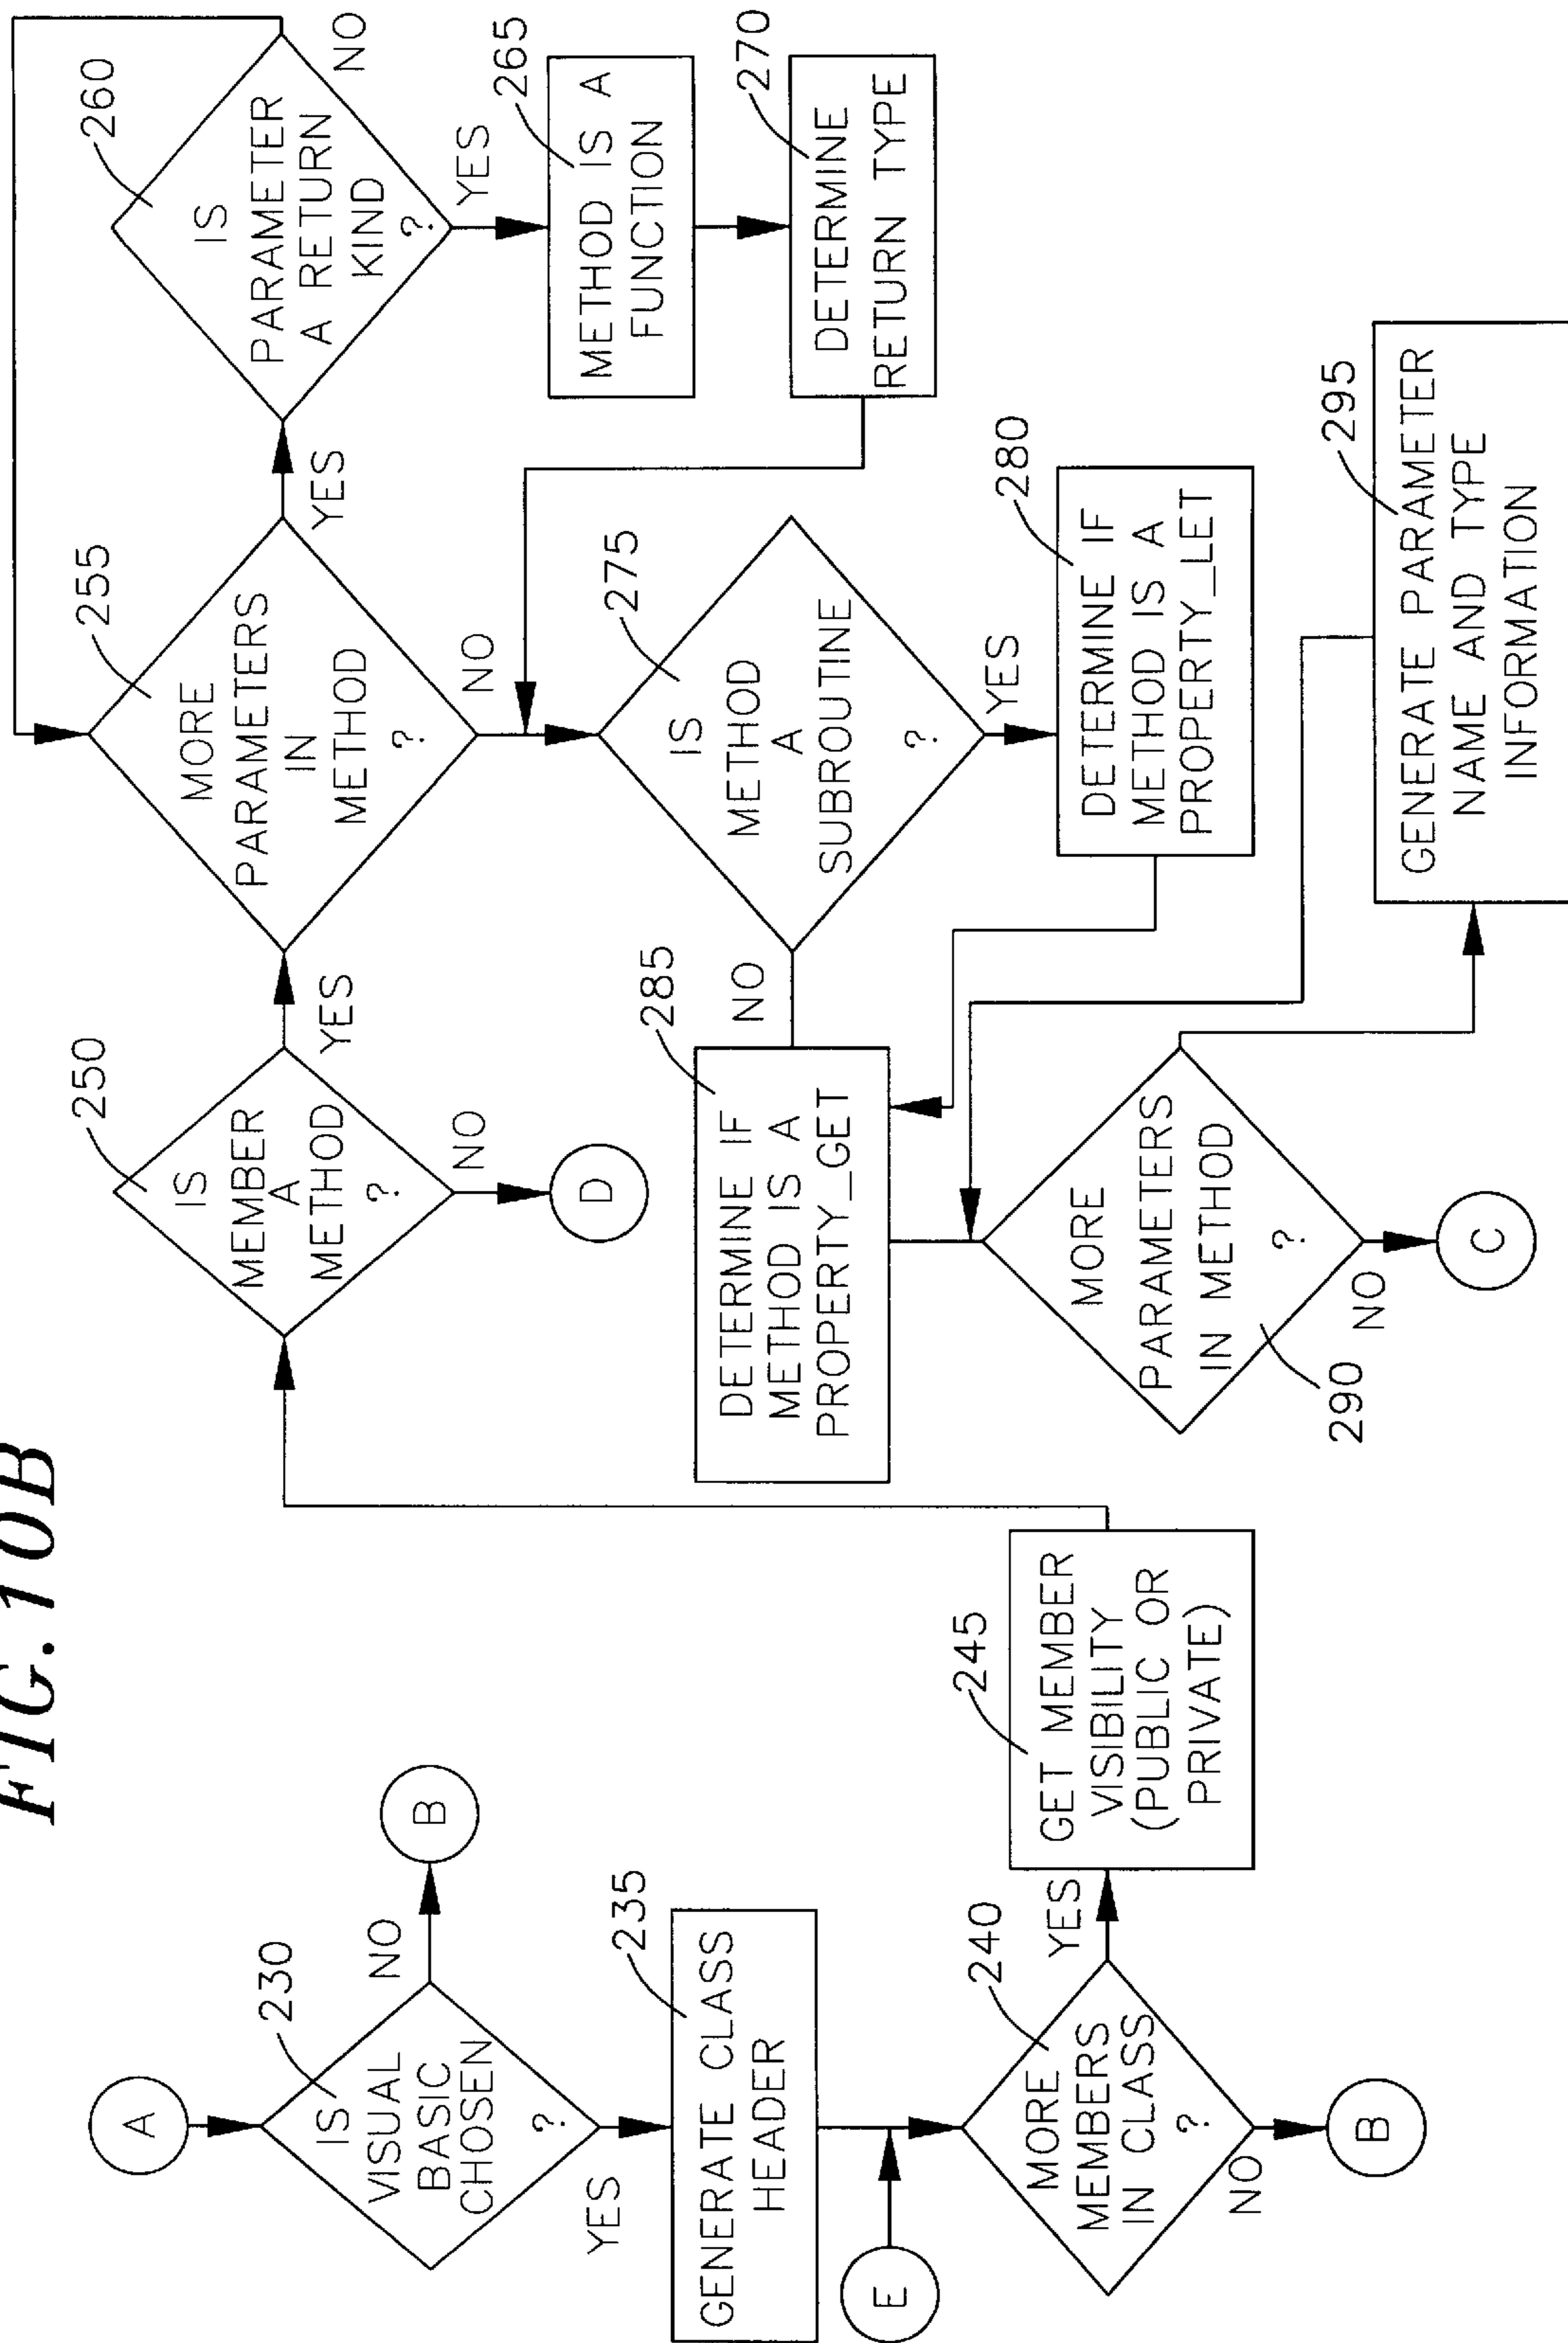 FIG.10B
A
230
IS
VISUAL
BASIC
CHOSEN
?
NO
B
YES
235
GENERATE CLASS
HEADER
E
240
MORE
MEMBERS
IN CLASS
?
YES
NO
B
245
GET MEMBER
VISIBILITY
(PUBLIC OR
PRIVATE)
250
IS
MEMBER
A
METHOD
?
YES
NO
D
255
MORE
PARAMETERS
IN
METHOD
?
YES
NO
260
IS
PARAMETER
A RETURN
KIND
?
NO
YES
265
METHOD IS A
FUNCTION
270
DETERMINE
RETURN TYPE
275
IS
METHOD
A
SUBROUTINE
?
NO
YES
280
DETERMINE IF
METHOD IS A
PROPERTY_LET
285
DETERMINE IF
METHOD IS A
PROPERTY_GET
290
MORE
PARAMETERS
IN METHOD
?
NO
C
295
GENERATE PARAMETER
NAME AND TYPE
INFORMATION